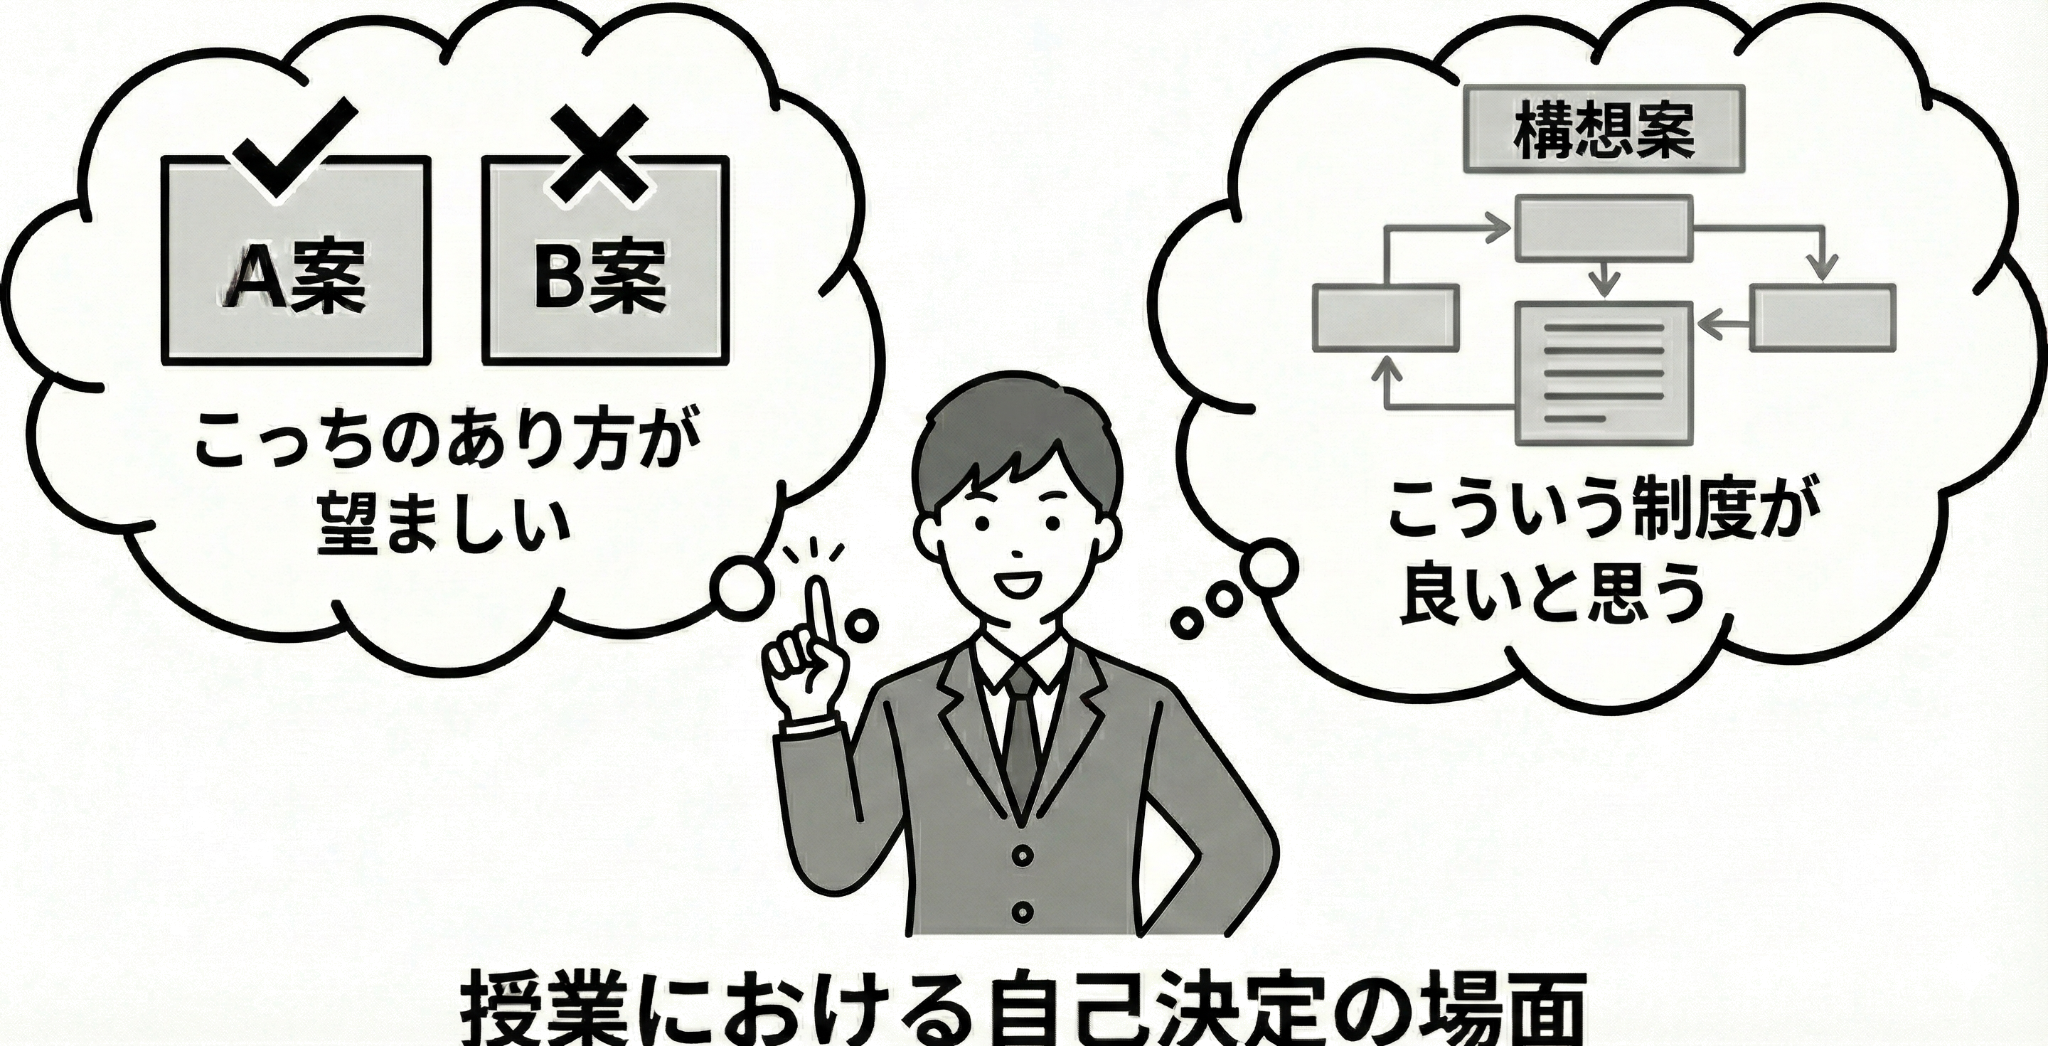 A案
B案
こっちのあり方が
望ましい
構想案
こういう制度が
良いと思う
授業における自己決定の場面